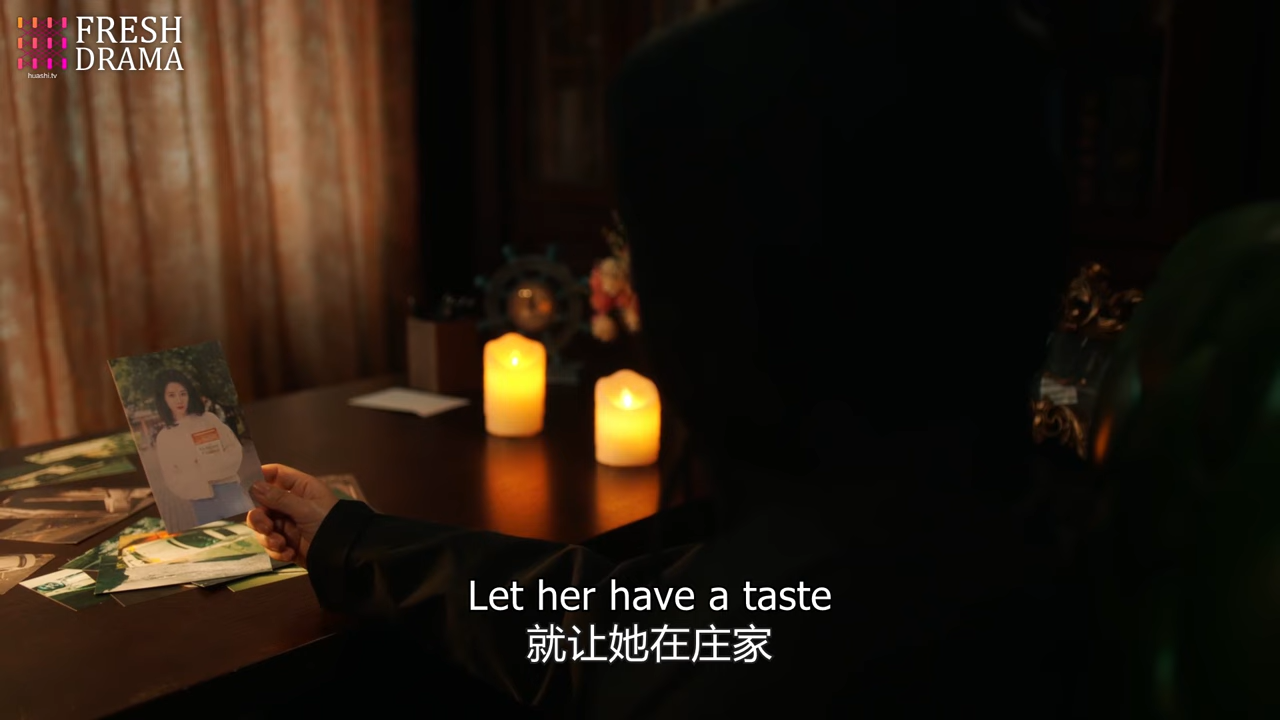 FRESH
DRAMA
huashi.tv
Let her have a taste
就让她在庄家